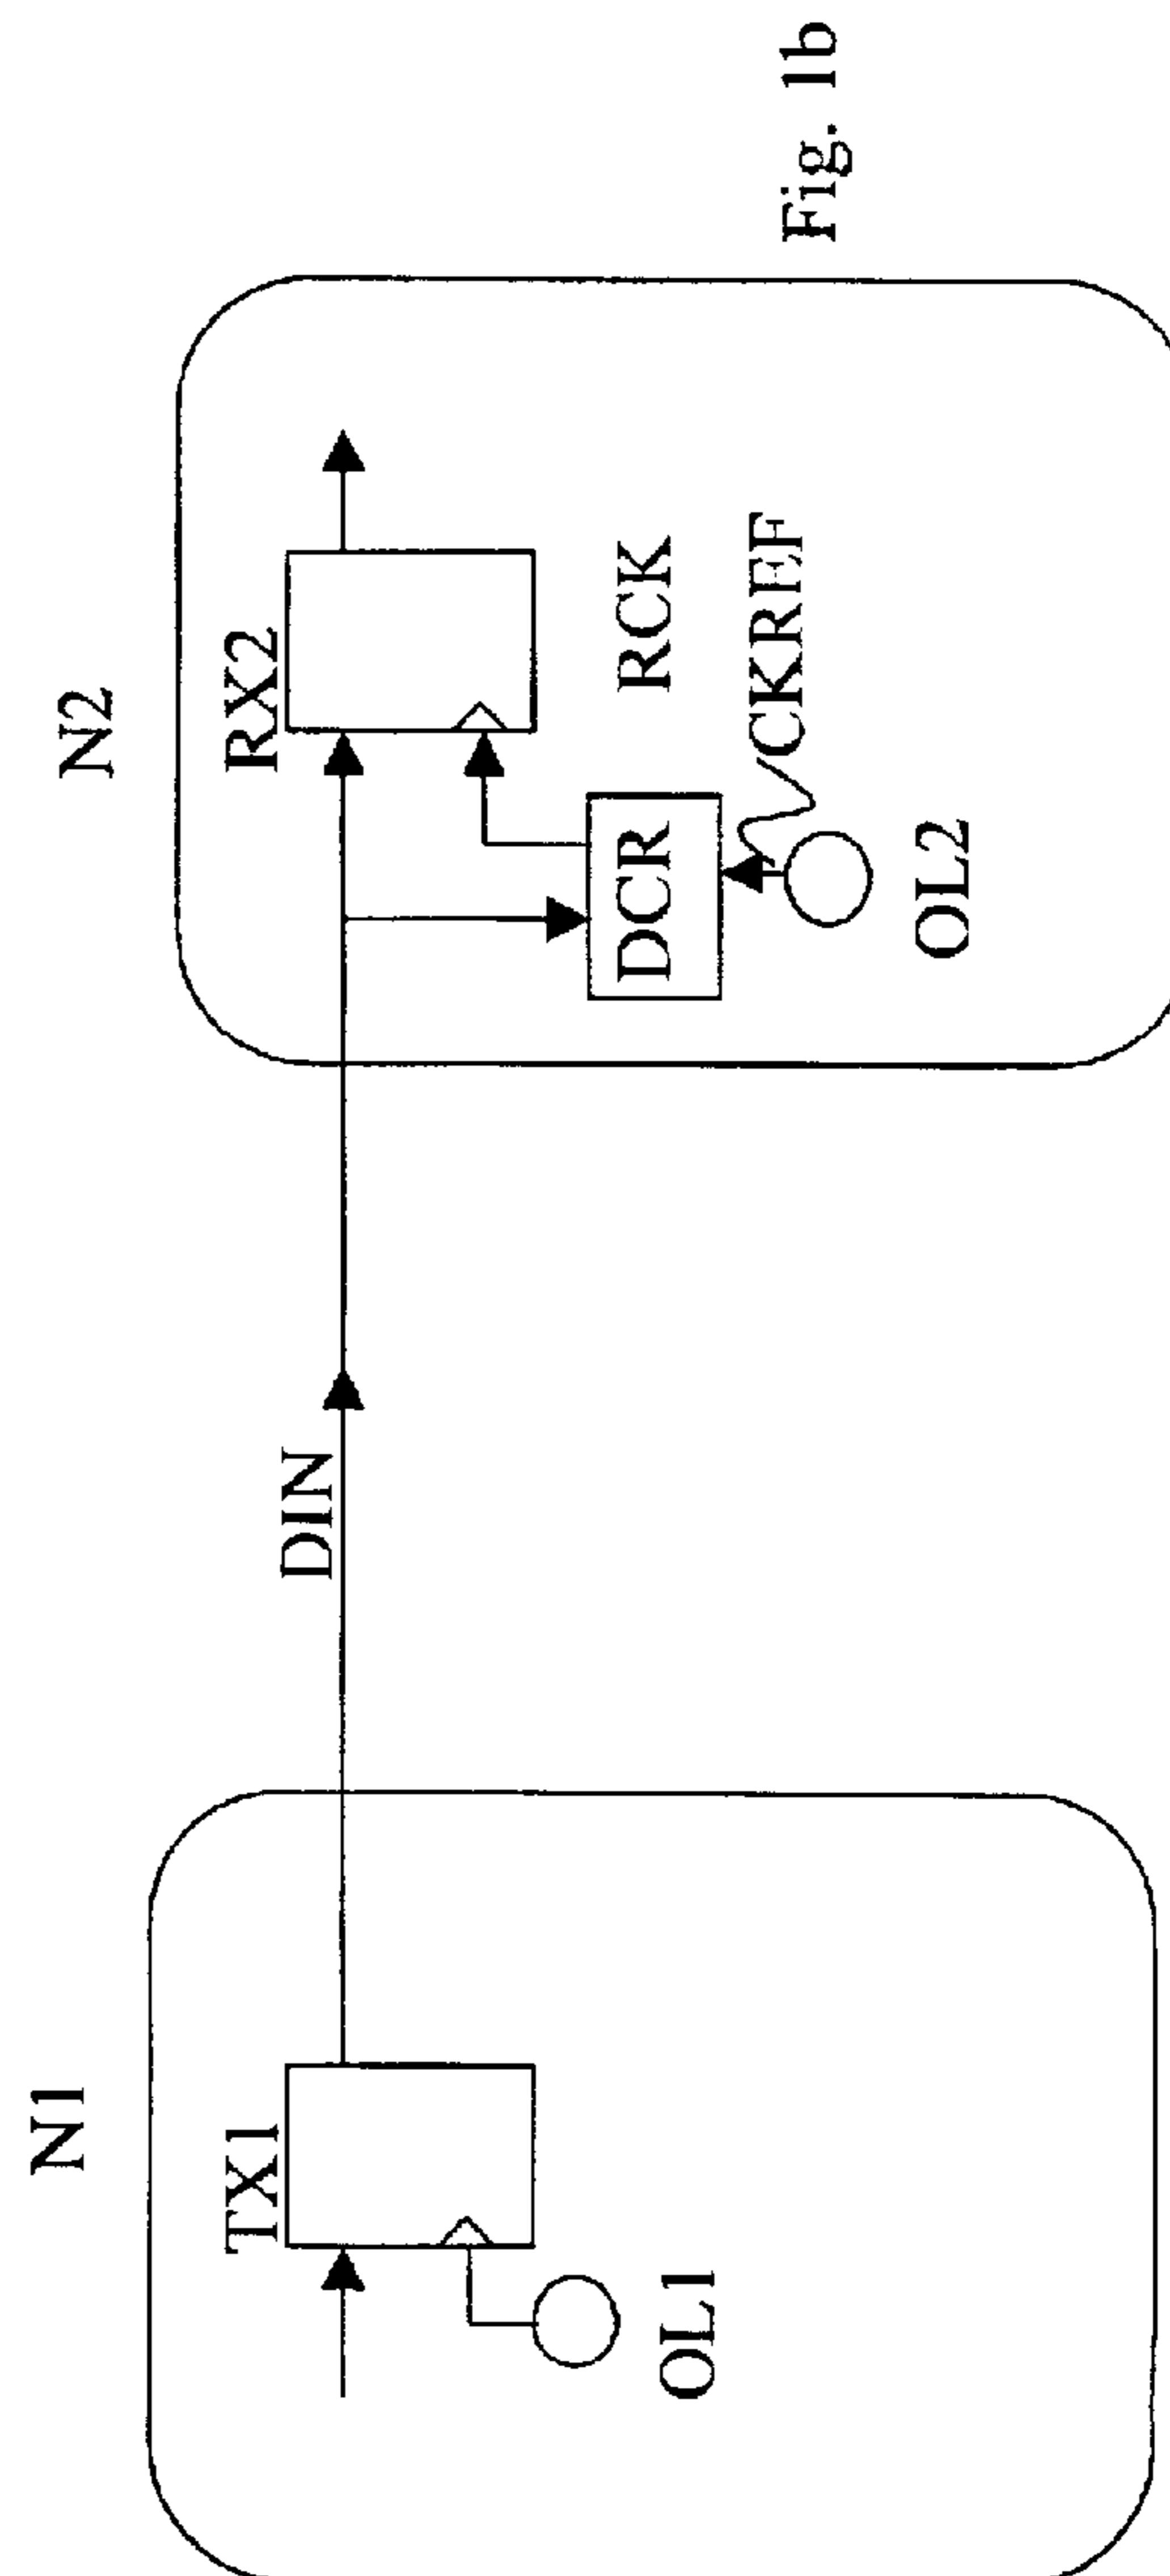 N1
N2
TX1
DIN
RX2
OL1
DCR
RCK
CKREF
OL2
Fig. 1b